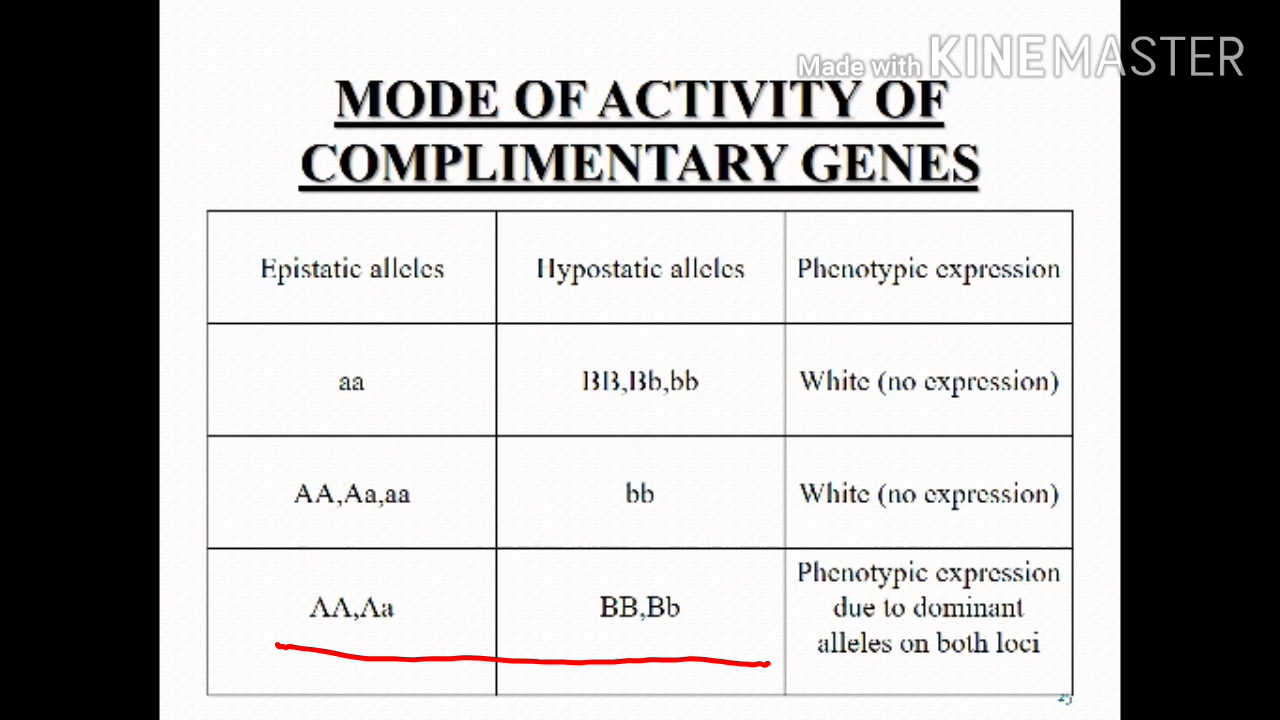 Made with KINEMASTER
MODE OF ACTIVITY OF
COMPLIMENTARY GENES
Epistatic alleles Hypostatic alleles Phenotypic expression
aa BB,Bb,bb White (no expression)
AA,Aa,aa bb White (no expression)
AA,Aa BB,Bb Phenotypic expression
due to dominant
alleles on both loci